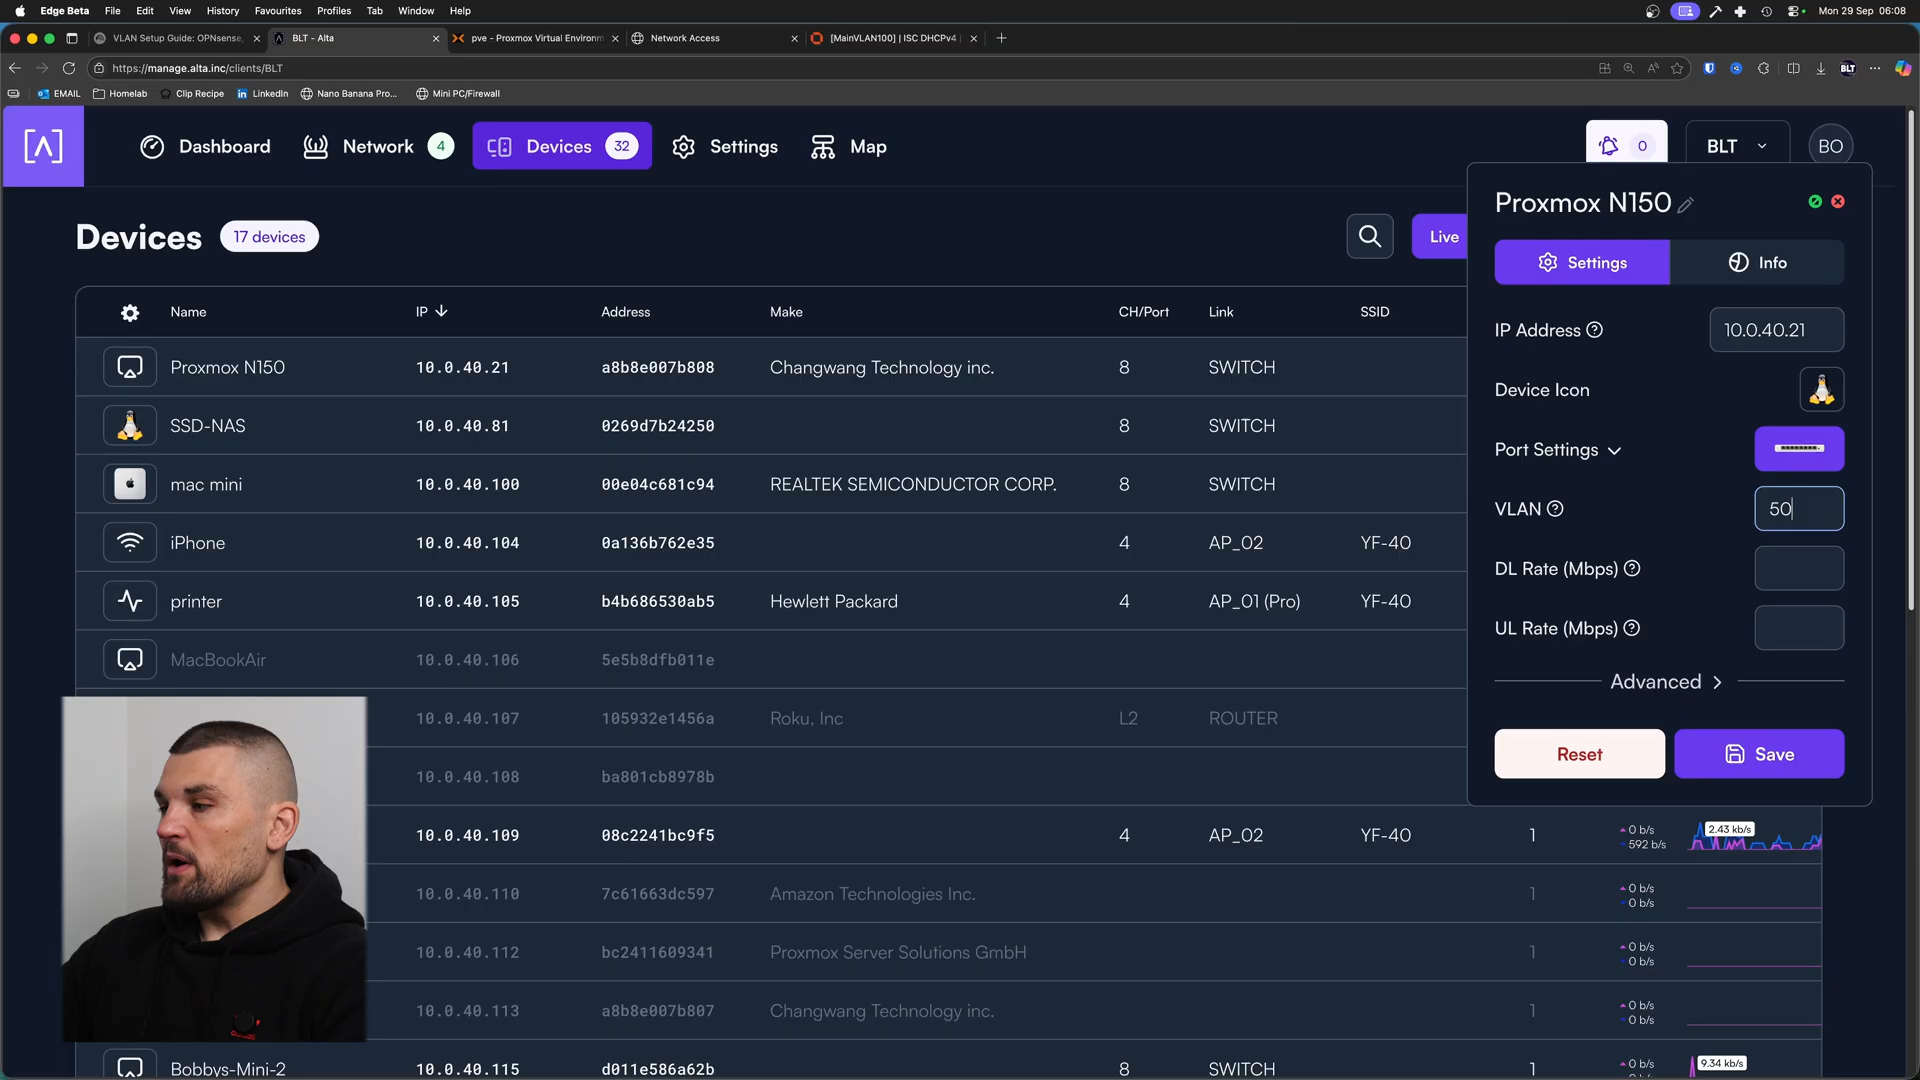 Edge Beta File Edit View History Favourites Profiles Tab Window Help Mon 29 Sep 06:08
VLAN Setup Guide: OPNsense, BLT - Alta pve - Proxmox Virtual Environm Network Access [MainVLAN100] | ISC DHCPv4
https://manage.alta.inc/clients/BLT BLT
EMAIL Homelab Clip Recipe LinkedIn Nano Banana Pro... Mini PC/Firewall
Dashboard Network 4 Devices 32 Settings Map 0 BLT BO
Devices 17 devices Live
Name IP Address Make CH/Port Link SSID
Proxmox N150 10.0.40.21 a8b8e007b808 Changwang Technology inc. 8 SWITCH
SSD-NAS 10.0.40.81 0269d7b24250 8 SWITCH
mac mini 10.0.40.100 00e04c681c94 REALTEK SEMICONDUCTOR CORP. 8 SWITCH
iPhone 10.0.40.104 0a136b762e35 4 AP_02 YF-40
printer 10.0.40.105 b4b686530ab5 Hewlett Packard 4 AP_01 (Pro) YF-40
MacBookAir 10.0.40.106 5e5b8dfb011e
10.0.40.107 105932e1456a Roku, Inc L2 ROUTER
10.0.40.108 ba801cb8978b
10.0.40.109 08c2241bc9f5 4 AP_02 YF-40 1 0 b/s 592 b/s 2.43 kb/s
10.0.40.110 7c61663dc597 Amazon Technologies Inc. 1 0 b/s 0 b/s
10.0.40.112 bc2411609341 Proxmox Server Solutions GmbH 1 0 b/s 0 b/s
10.0.40.113 a8b8e007b807 Changwang Technology inc. 1 0 b/s 0 b/s
Bobbys-Mini-2 10.0.40.115 d011e586a62b 8 SWITCH 1 0 b/s 9.34 kb/s
Proxmox N150
Settings Info
IP Address 10.0.40.21
Device Icon
Port Settings
VLAN 50
DL Rate (Mbps)
UL Rate (Mbps)
Advanced
Reset Save